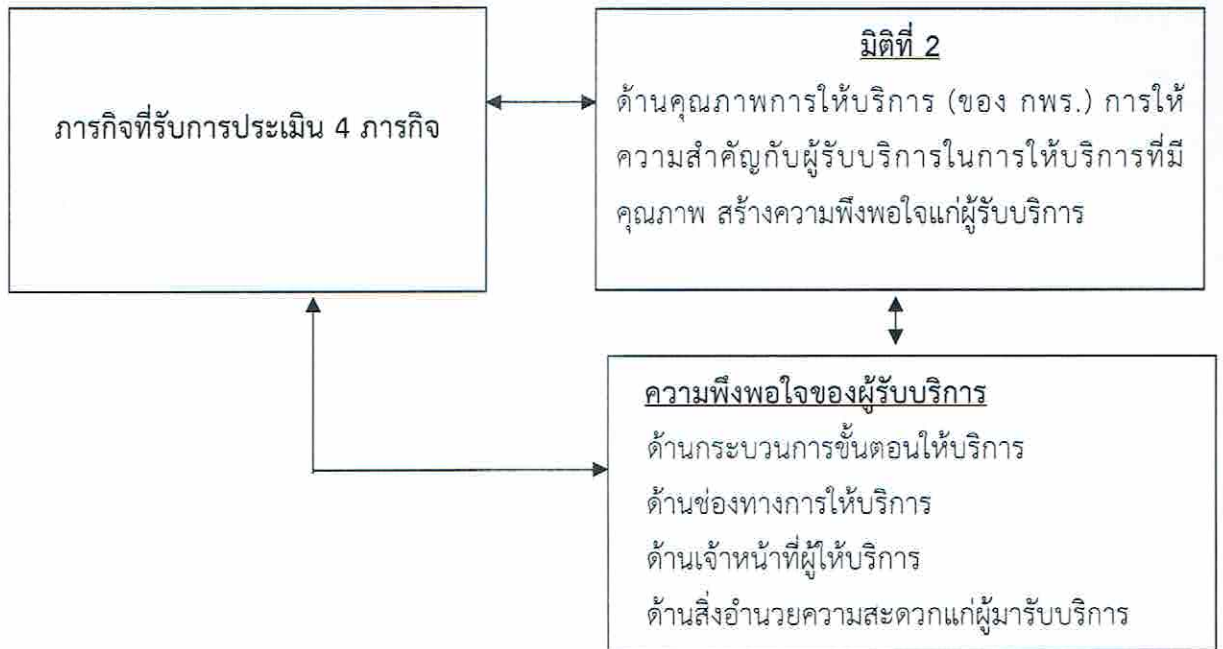 ภารกิจที่รับการประเมิน 4 ภารกิจ
มิติที่ 2
ด้านคุณภาพการให้บริการ (ของ กพร.) การให้
ความสำคัญกับผู้รับบริการในการให้บริการที่มี
คุณภาพ สร้างความพึงพอใจแก่ผู้รับบริการ
ความพึงพอใจของผู้รับบริการ
ด้านกระบวนการขั้นตอนให้บริการ
ด้านช่องทางการให้บริการ
ด้านเจ้าหน้าที่ผู้ให้บริการ
ด้านสิ่งอำนวยความสะดวกแก่ผู้มารับบริการ